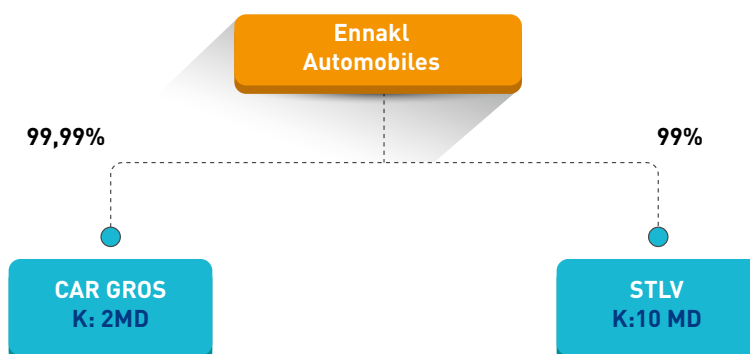 Ennakl
Automobiles
99,99%
99%
CAR GROS
K: 2MD
STLV
K:10 MD